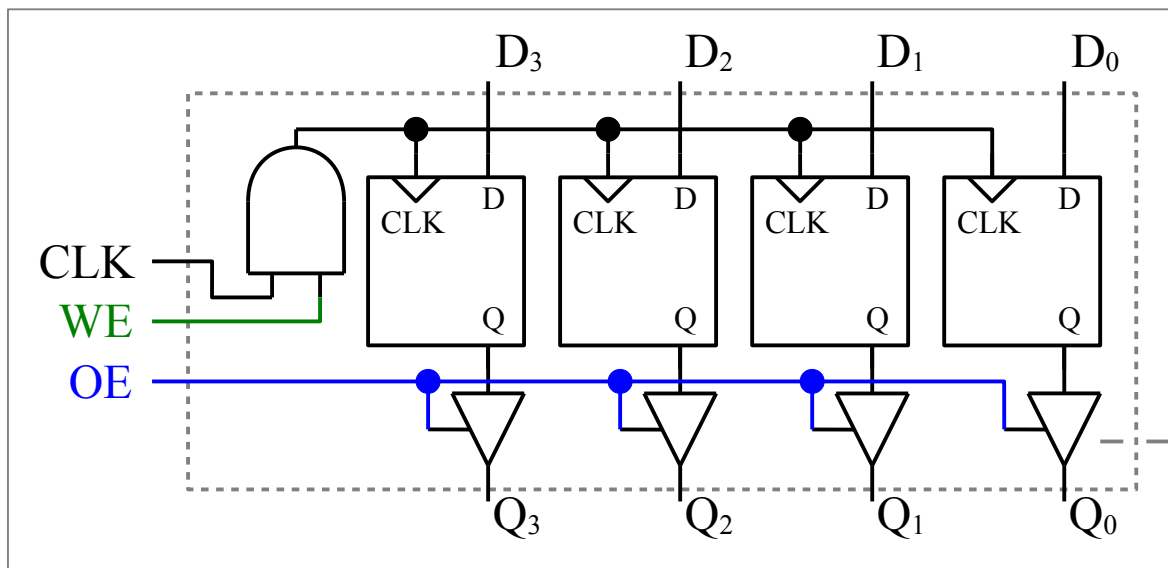 D₃ D₂ D₁ D₀
D D D D
CLK CLK CLK CLK
CLK
WE
Q Q Q Q
OE
Q₃ Q₂ Q₁ Q₀